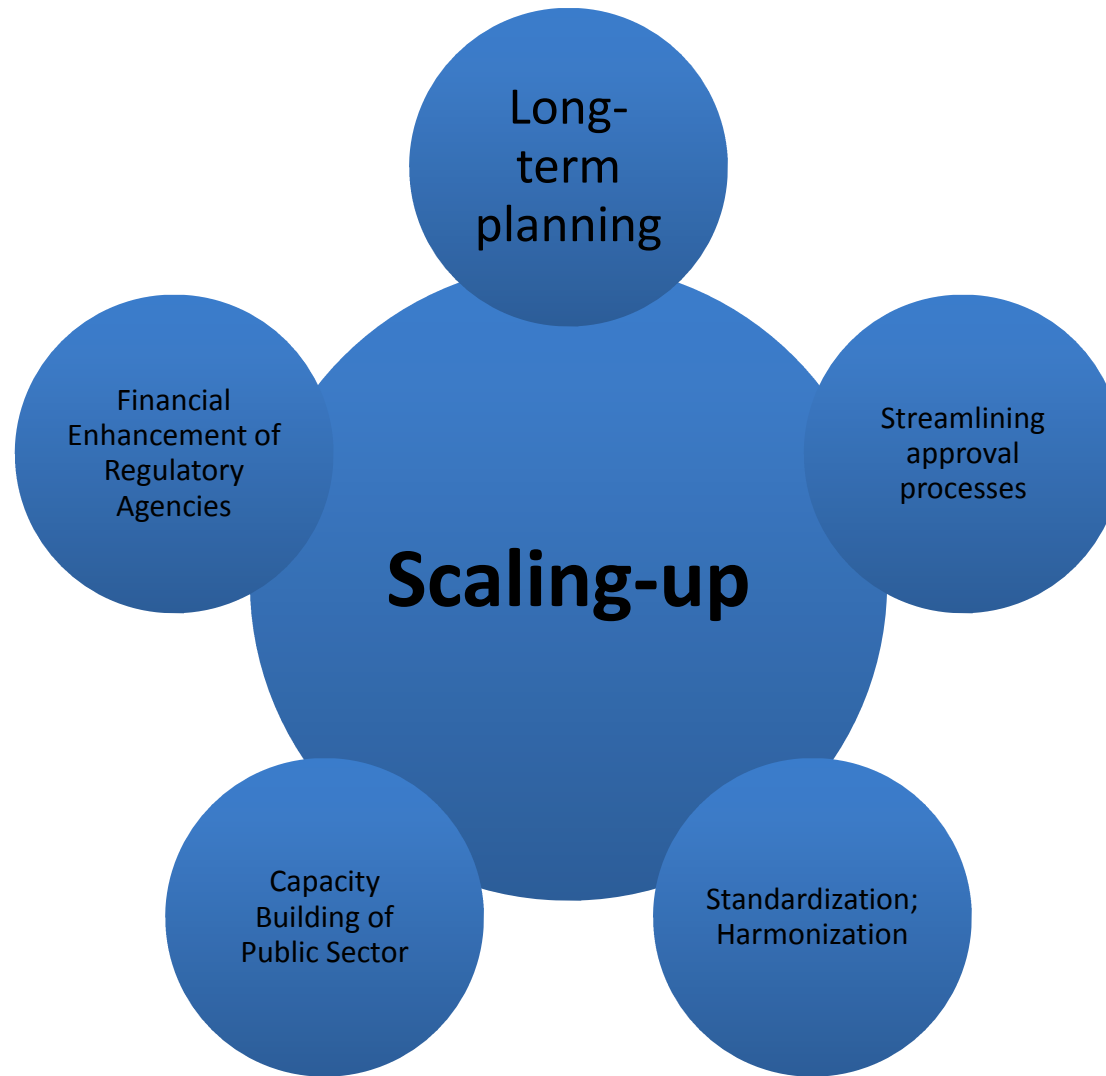 Long-
term
planning
Financial
Enhancement of
Regulatory
Agencies
Streamlining
approval
processes
Scaling-up
Capacity
Building of
Public Sector
Standardization;
Harmonization